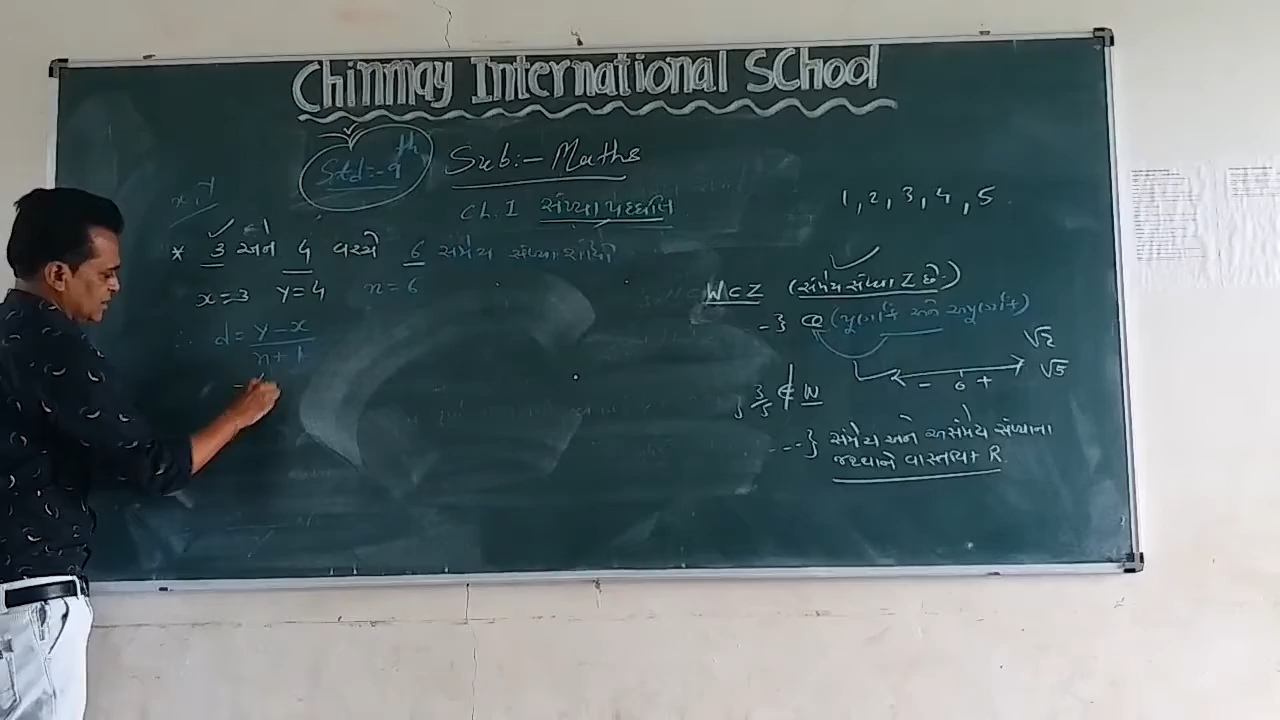 Chinmay International School
Std:- 9th Sub:- Maths
Ch. 1 સંખ્યા પદ્ધતિ
x, y
1, 2, 3, 4, 5
* 3 અને 4 વચ્ચે 6 સંમેય સંખ્યા શોધો
x=3 y=4 n=6
∴ d = y-x
n+1
=
W⊂Z (સંમેય સંખ્યા Z છે.)
-} Q (પૂર્ણાંક અને અપૂર્ણાંક)
√2
- 0 + √5
3/5 ∉ W
---} સંમેય અને અસંમેય સંખ્યાના
જથ્થાને વાસ્તવિક R.